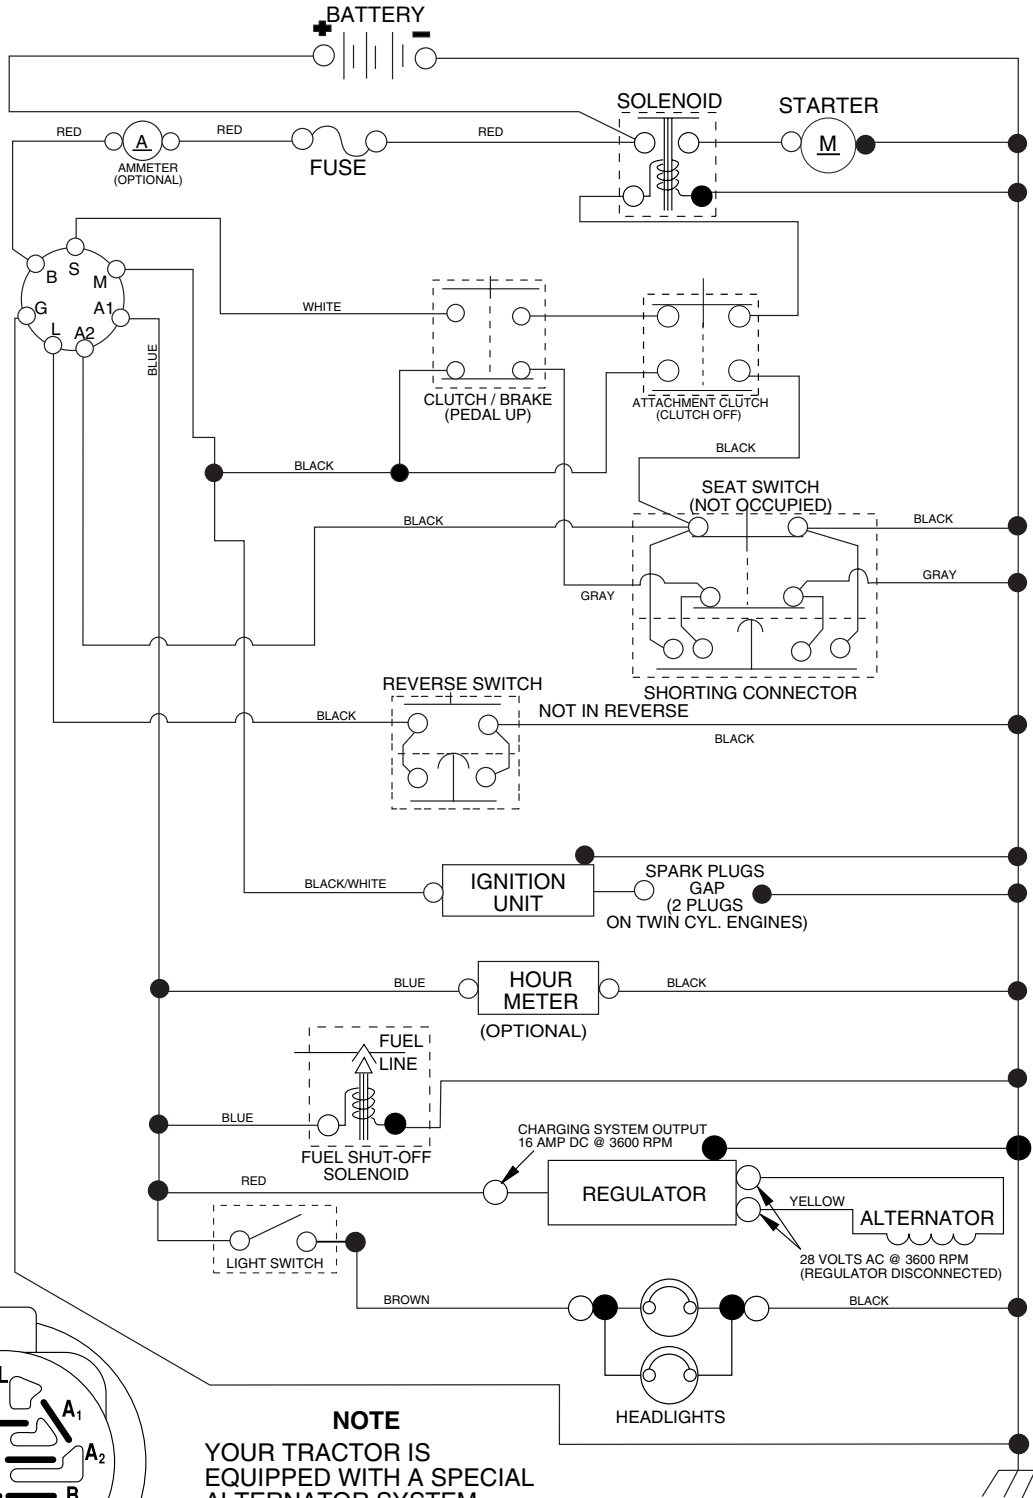 BATTERY
SOLENOID
STARTER
RED
RED
RED
A
M
AMMETER
(OPTIONAL)
FUSE
B
S
M
G
A1
L
A2
WHITE
BLUE
CLUTCH / BRAKE
(PEDAL UP)
ATTACHMENT CLUTCH
(CLUTCH OFF)
BLACK
BLACK
SEAT SWITCH
(NOT OCCUPIED)
BLACK
BLACK
GRAY
GRAY
REVERSE SWITCH
SHORTING CONNECTOR
BLACK
NOT IN REVERSE
BLACK
BLACK/WHITE
IGNITION
UNIT
SPARK PLUGS
GAP
(2 PLUGS
ON TWIN CYL. ENGINES)
BLUE
HOUR
METER
BLACK
(OPTIONAL)
FUEL
LINE
BLUE
FUEL SHUT-OFF
SOLENOID
CHARGING SYSTEM OUTPUT
16 AMP DC @ 3600 RPM
RED
REGULATOR
YELLOW
ALTERNATOR
LIGHT SWITCH
28 VOLTS AC @ 3600 RPM
(REGULATOR DISCONNECTED)
BROWN
BLACK
HEADLIGHTS
L
A1
A2
B
NOTE
YOUR TRACTOR IS
EQUIPPED WITH A SPECIAL
ALTERNATOR SYSTEM